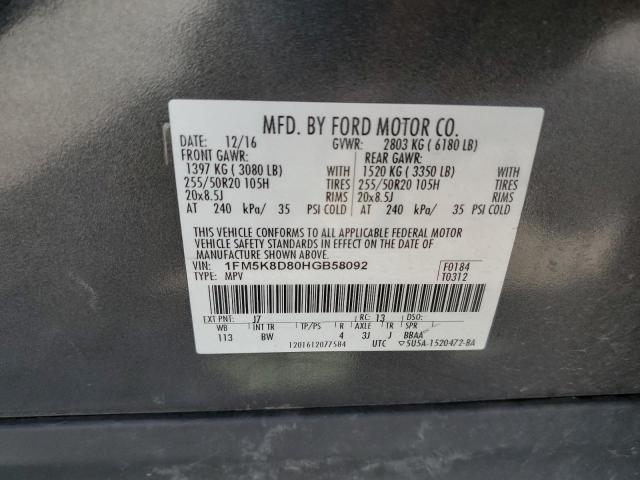 MFD. BY FORD MOTOR CO.
DATE: 12/16 GVWR: 2803 KG ( 6180 LB)
FRONT GAWR: REAR GAWR:
1397 KG ( 3080 LB) WITH 1520 KG ( 3350 LB) WITH
255/50R20 105H TIRES 255/50R20 105H TIRES
20x8.5J RIMS 20x8.5J RIMS
AT 240 kPa/ 35 PSI COLD AT 240 kPa/ 35 PSI COLD
THIS VEHICLE CONFORMS TO ALL APPLICABLE FEDERAL MOTOR
VEHICLE SAFETY STANDARDS IN EFFECT ON THE DATE OF
MANUFACTURE SHOWN ABOVE.
VIN: 1FM5K8D80HGB58092 F0184
TYPE: MPV T0312
EXT PNT: J7 RC: 13 DSO:
WB INT TR TP/PS R AXLE TR SPR
113 BW 4 3J J BBAA
1201612077584 UTC ▽5U5A-1520472-BA